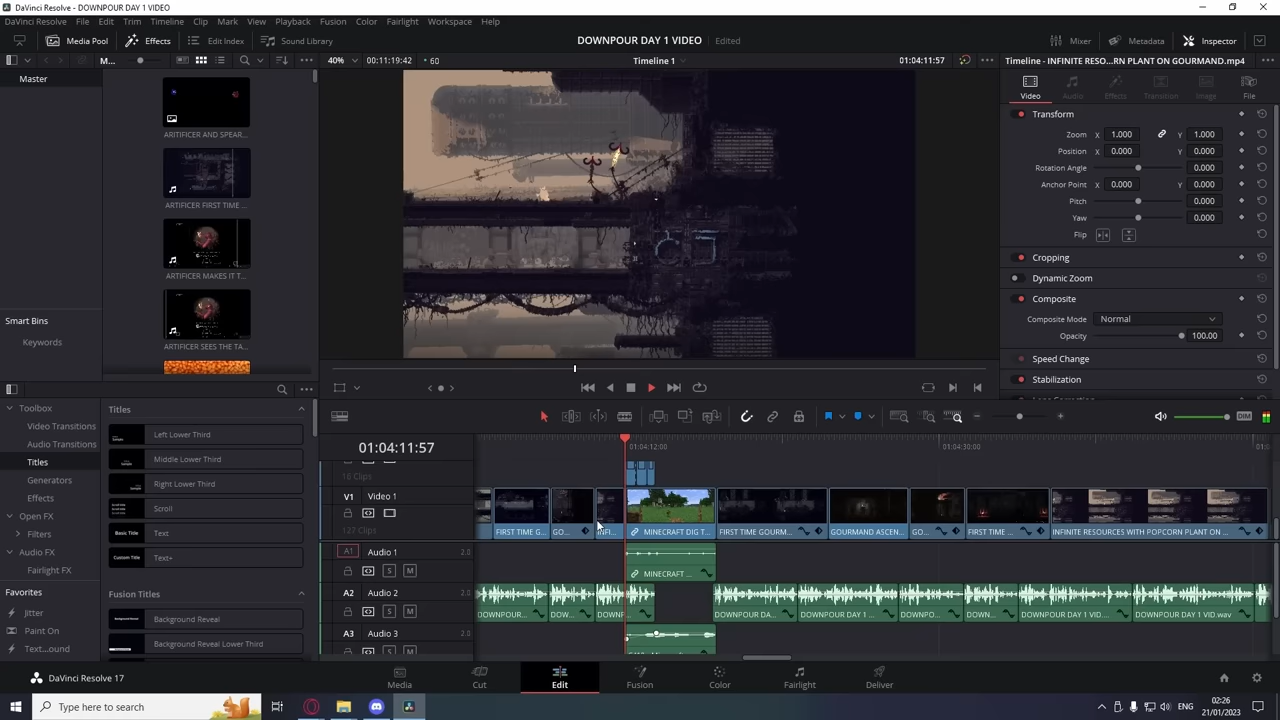 DaVinci Resolve - DOWNPOUR DAY 1 VIDEO
DaVinci Resolve File Edit Trim Timeline Clip Mark View Playback Fusion Color Fairlight Workspace Help
Media Pool Effects Edit Index Sound Library DOWNPOUR DAY 1 VIDEO Edited Mixer Metadata Inspector
M... 40% 00:11:19:42 60 Timeline 1 01:04:11:57 Timeline - INFINITE RESO...RN PLANT ON GOURMAND.mp4
Master
Video Audio Effects Transition Image File
Transform
ARITIFICER AND SPEAR...
Zoom X 1.000 Y 1.000
Position X 0.000 Y 0.000
Rotation Angle 0.000
Anchor Point X 0.000 Y 0.000
ARTIFICER FIRST TIME ...
Pitch 0.000
Yaw 0.000
Flip
Cropping
ARTIFICER MAKES IT T...
Dynamic Zoom
Composite
Smart Bins
Composite Mode Normal
Keywords
Opacity 100.00
ARTIFICER SEES THE TA...
Speed Change
Stabilization
Toolbox
Video Transitions
Audio Transitions
Titles
Generators
Effects
Open FX
Filters
Audio FX
Fairlight FX
Favorites
Jitter
Paint On
Text...ound
Titles
Left Lower Third
Middle Lower Third
Right Lower Third
Scroll
Basic Title Text
Custom Title Text+
Fusion Titles
Background Reveal
Background Reveal Lower Third
DIM
01:04:11:57
01:04:12:00 01:04:30:00
16 Clips
V1 Video 1
127 Clips
FIRST TIME G... GO... INFI... MINECRAFT DIG T... FIRST TIME GOURM... GOURMAND ASCEN... GO... FIRST TIME ... INFINITE RESOURCES WITH POPCORN PLANT ON ...
A1 Audio 1 2.0
S M
MINECRAFT ...
A2 Audio 2 2.0
S M
DOWNPOUR... DOW... DOWN... DOWNPOUR DA... DOWNPOUR DAY 1 ... DOWNPO... DOWN... DOWNPOUR DAY 1 VID.... DOWNPOUR DAY 1 VID.wav
A3 Audio 3 2.0
S M
DaVinci Resolve 17
Media Cut Edit Fusion Color Fairlight Deliver
Type here to search
ENG
02:26
21/01/2023